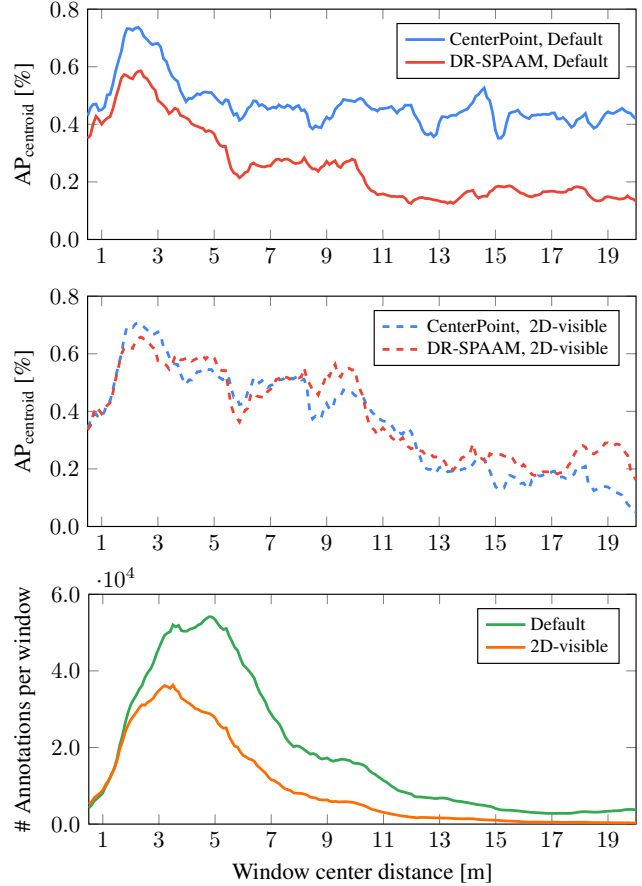 0.8
0.6
0.4
0.2
0.0
AP_centroid [%]
CenterPoint, Default
DR-SPAAM, Default
1 3 5 7 9 11 13 15 17 19
0.8
0.6
0.4
0.2
0.0
AP_centroid [%]
CenterPoint, 2D-visible
DR-SPAAM, 2D-visible
1 3 5 7 9 11 13 15 17 19
·10^4
6.0
4.0
2.0
0.0
# Annotations per window
Default
2D-visible
1 3 5 7 9 11 13 15 17 19
Window center distance [m]